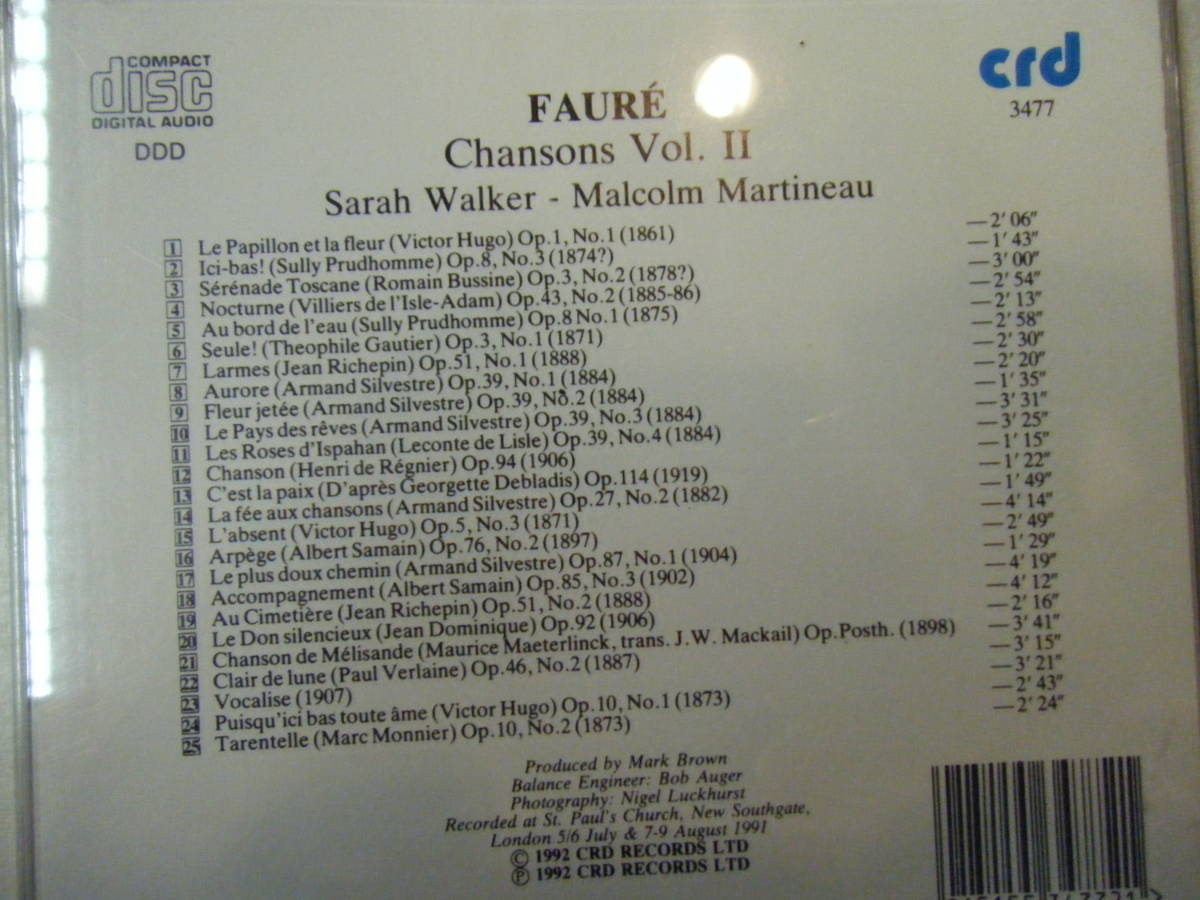 COMPACT
disc
DIGITAL AUDIO
DDD
crd
3477
FAURÉ
Chansons Vol. II
Sarah Walker - Malcolm Martineau
1 Le Papillon et la fleur (Victor Hugo) Op.1, No.1 (1861) —2' 06"
2 Ici-bas! (Sully Prudhomme) Op.8, No.3 (1874?) —1' 43"
3 Sérénade Toscane (Romain Bussine) Op.3, No.2 (1878?) —3' 00"
4 Nocturne (Villiers de l'Isle-Adam) Op.43, No.2 (1885-86) —2' 54"
5 Au bord de l'eau (Sully Prudhomme) Op.8 No.1 (1875) —2' 13"
6 Seule! (Theophile Gautier) Op.3, No.1 (1871) —2' 58"
7 Larmes (Jean Richepin) Op.51, No.1 (1888) —2' 30"
8 Aurore (Armand Silvestre) Op.39, No.1 (1884) —2' 20"
9 Fleur jetée (Armand Silvestre) Op.39, No.2 (1884) —1' 35"
10 Le Pays des rêves (Armand Silvestre) Op.39, No.3 (1884) —3' 31"
11 Les Roses d'Ispahan (Leconte de Lisle) Op.39, No.4 (1884) —3' 25"
12 Chanson (Henri de Régnier) Op.94 (1906) —1' 15"
13 C'est la paix (D'après Georgette Debladis) Op.114 (1919) —1' 22"
14 La fée aux chansons (Armand Silvestre) Op.27, No.2 (1882) —1' 49"
15 L'absent (Victor Hugo) Op.5, No.3 (1871) —4' 14"
16 Arpège (Albert Samain) Op.76, No.2 (1897) —2' 49"
17 Le plus doux chemin (Armand Silvestre) Op.87, No.1 (1904) —1' 29"
18 Accompagnement (Albert Samain) Op.85, No.3 (1902) —4' 19"
19 Au Cimetière (Jean Richepin) Op.51, No.2 (1888) —4' 12"
20 Le Don silencieux (Jean Dominique) Op.92 (1906) —2' 16"
21 Chanson de Mélisande (Maurice Maeterlinck, trans. J.W. Mackail) Op.Posth. (1898) —3' 41"
22 Clair de lune (Paul Verlaine) Op.46, No.2 (1887) —3' 15"
23 Vocalise (1907) —3' 21"
24 Puisqu'ici bas toute âme (Victor Hugo) Op.10, No.1 (1873) —2' 43"
25 Tarentelle (Marc Monnier) Op.10, No.2 (1873) —2' 24"
Produced by Mark Brown
Balance Engineer: Bob Auger
Photography: Nigel Luckhurst
Recorded at St. Paul's Church, New Southgate,
London 5/6 July & 7-9 August 1991
© 1992 CRD RECORDS LTD
℗ 1992 CRD RECORDS LTD